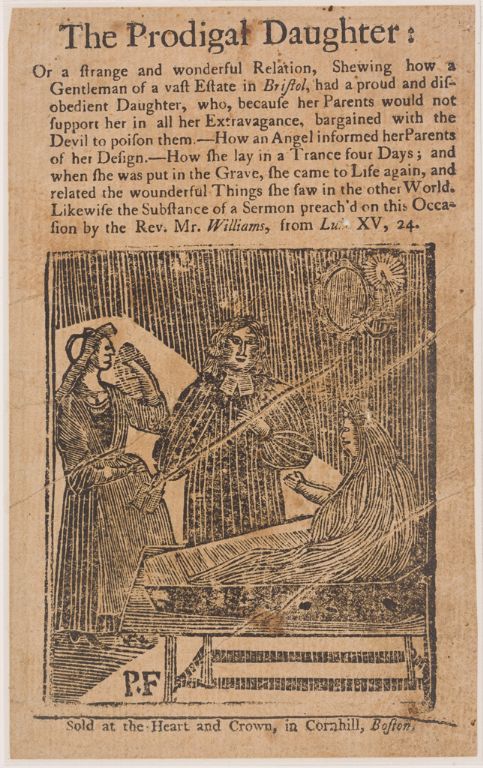 The Prodigal Daughter:
Or a ſtrange and wonderful Relation, Shewing how a
Gentleman of a vaſt Eſtate in Briſtol, had a proud and diſ-
obedient Daughter, who, becauſe her Parents would not
ſupport her in all her Extravagance, bargained with the
Devil to poiſon them.—How an Angel informed her Parents
of her Deſign.—How ſhe lay in a Trance four Days; and
when ſhe was put in the Grave, ſhe came to Life again, and
related the wounderful Things ſhe ſaw in the other World.
Likewiſe the Subſtance of a Sermon preach'd on this Occa-
ſion by the Rev. Mr. Williams, from XV, 24.
P.F
Sold at the Heart and Crown, in Cornhill, Boſton.